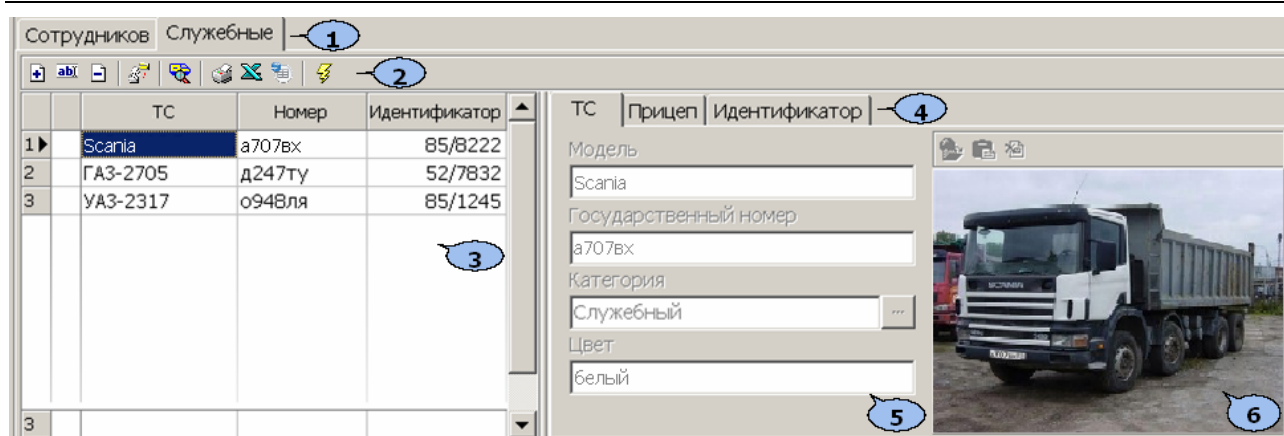 Сотрудников Служебные 1
2
ТС Номер Идентификатор
1 Scania а707вх 85/8222
2 ГАЗ-2705 д247ту 52/7832
3 УАЗ-2317 о948ля 85/1245
3
3
ТС Прицеп Идентификатор 4
Модель
Scania
Государственный номер
а707вх
Категория
Служебный ...
Цвет
белый
5
SCANIA
6